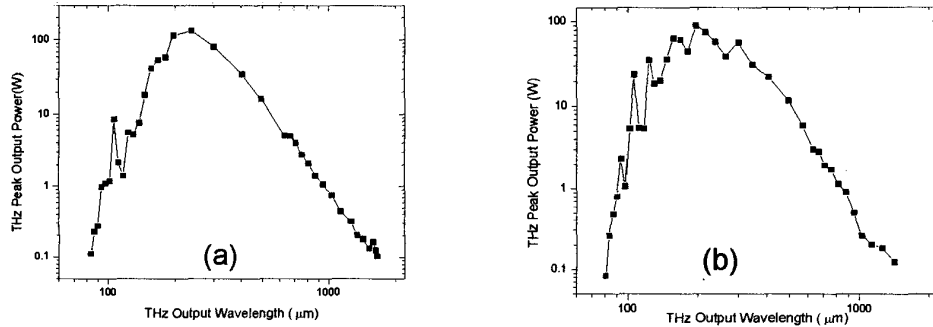 THz Peak Output Power(W)
100
10
1
0.1
100
1000
(a)
THz Output Wavelength ( μm)
THz Peak Output Power (W)
100
10
1
0.1
100
1000
(b)
THz Output Wavelength ( μm)